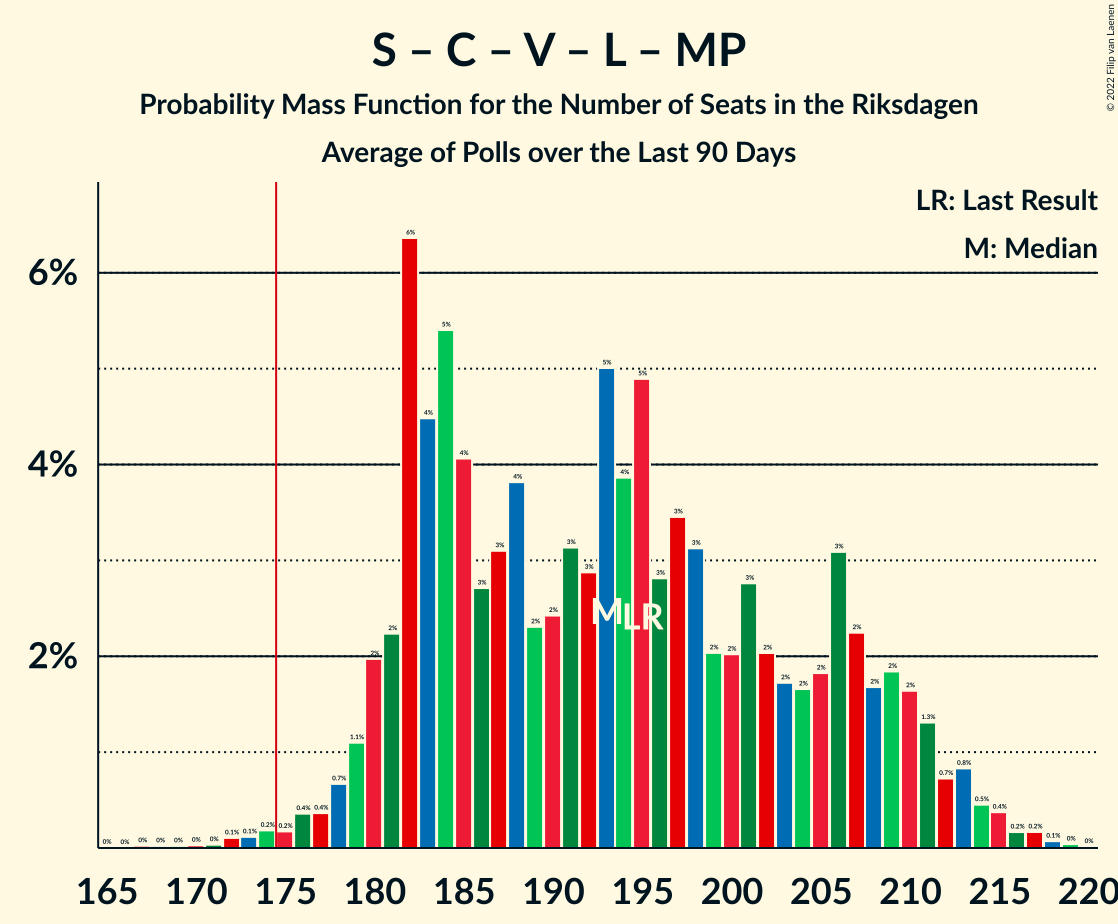 S – C – V – L – MP
Probability Mass Function for the Number of Seats in the Riksdagen
Average of Polls over the Last 90 Days
© 2022 Filip van Laenen
LR: Last Result
M: Median
6%
4%
2%
0% 0% 0% 0% 0% 0% 0% 0.1% 0.1% 0.2% 0.2% 0.4% 0.4% 0.7% 1.1% 2% 2% 6% 4% 5% 4% 3% 3% 4% 2% 2% 3% 3% 5% 4% 5% 3% 3% 3% 2% 2% 3% 2% 2% 2% 2% 3% 2% 2% 2% 2% 1.3% 0.7% 0.8% 0.5% 0.4% 0.2% 0.2% 0.1% 0% 0%
M LR
165 170 175 180 185 190 195 200 205 210 215 220